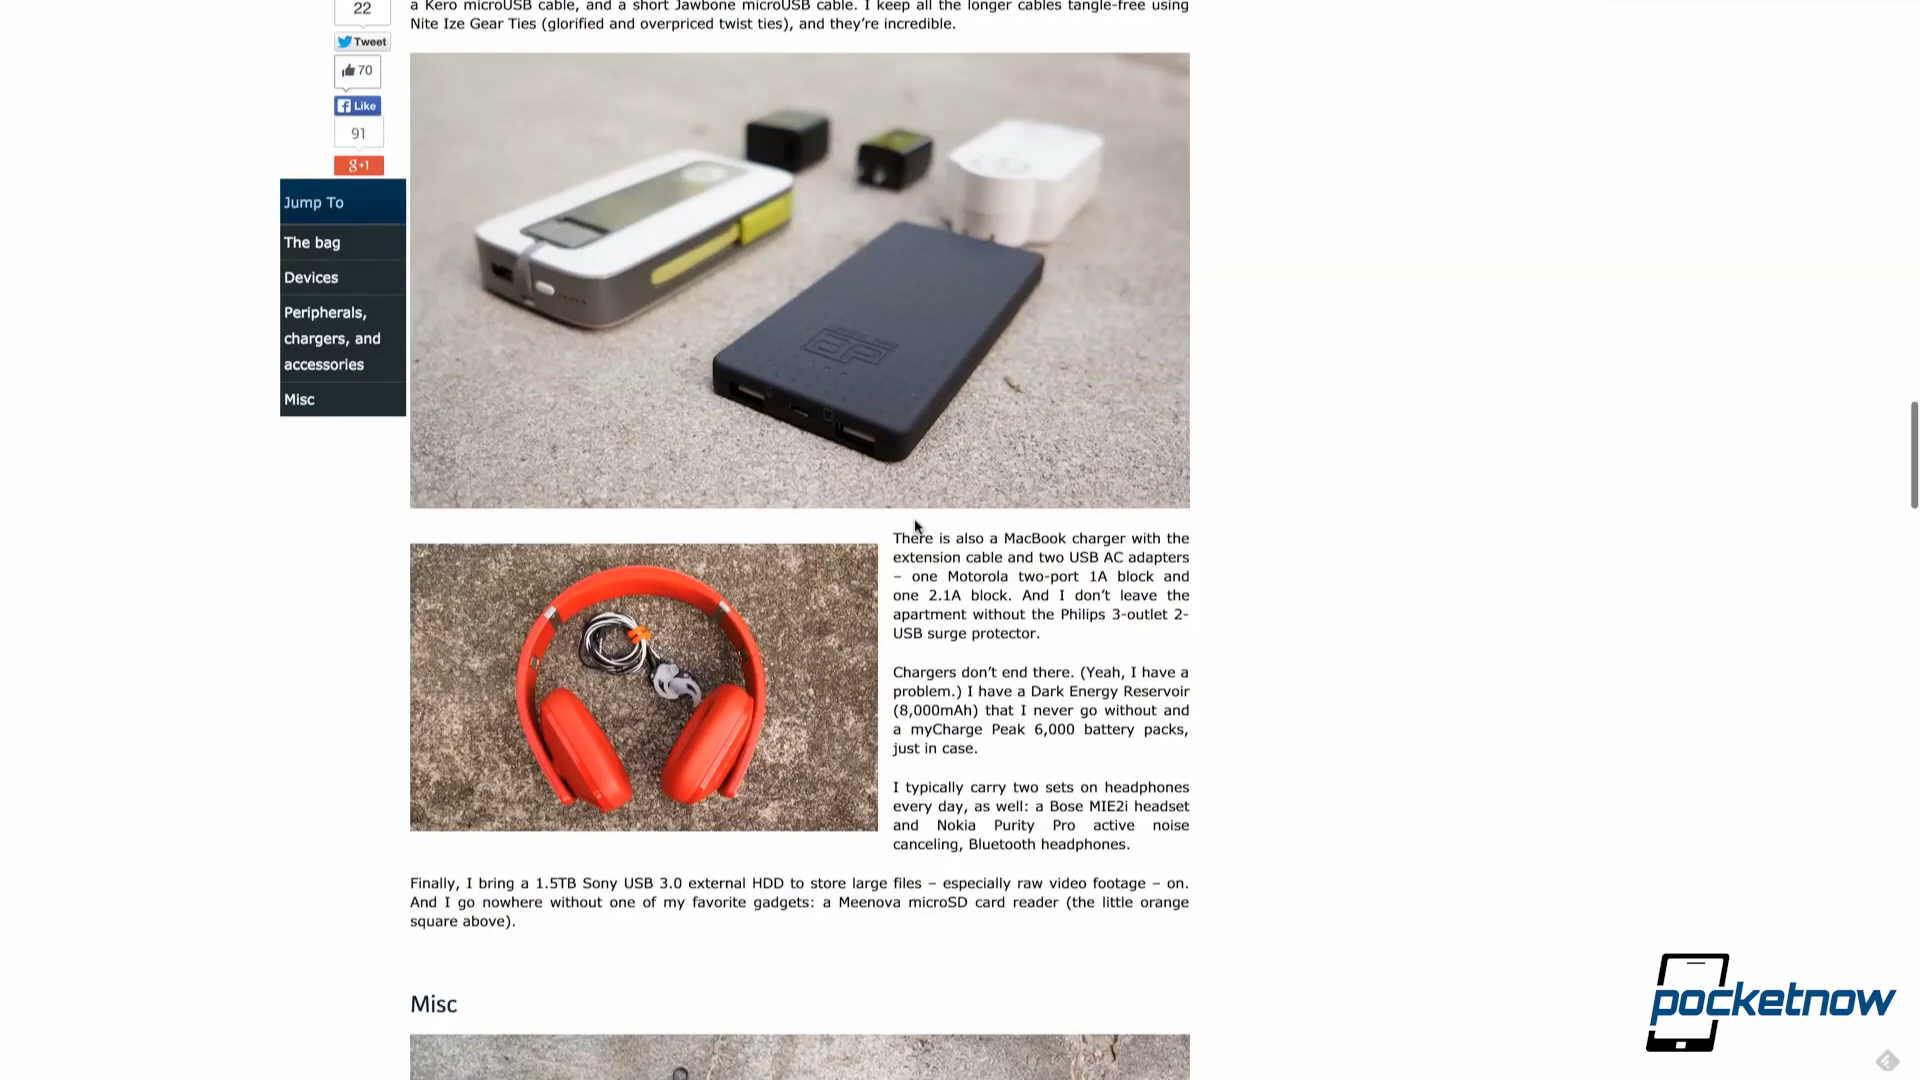 22
a Kero microUSB cable, and a short Jawbone microUSB cable. I keep all the longer cables tangle-free using
Nite Ize Gear Ties (glorified and overpriced twist ties), and they're incredible.
Tweet
70
Like
91
g+1
Jump To
The bag
Devices
Peripherals,
chargers, and
accessories
Misc
There is also a MacBook charger with the
extension cable and two USB AC adapters
– one Motorola two-port 1A block and
one 2.1A block. And I don't leave the
apartment without the Philips 3-outlet 2-
USB surge protector.
Chargers don't end there. (Yeah, I have a
problem.) I have a Dark Energy Reservoir
(8,000mAh) that I never go without and
a myCharge Peak 6,000 battery packs,
just in case.
I typically carry two sets on headphones
every day, as well: a Bose MIE2i headset
and Nokia Purity Pro active noise
canceling, Bluetooth headphones.
Finally, I bring a 1.5TB Sony USB 3.0 external HDD to store large files – especially raw video footage – on.
And I go nowhere without one of my favorite gadgets: a Meenova microSD card reader (the little orange
square above).
Misc
pocketnow